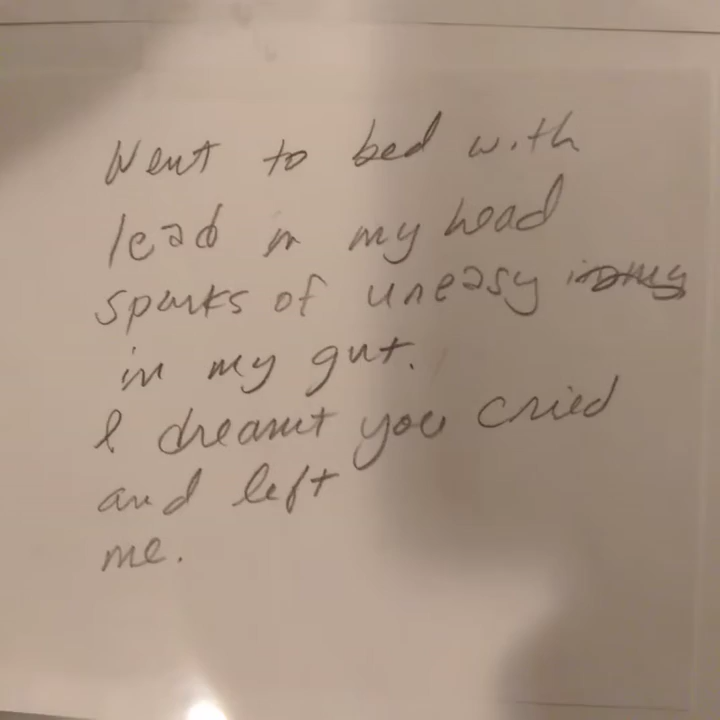 Went to bed with
lead in my head
sparks of uneasy
in my gut.
I dreamt you cried
and left
me.